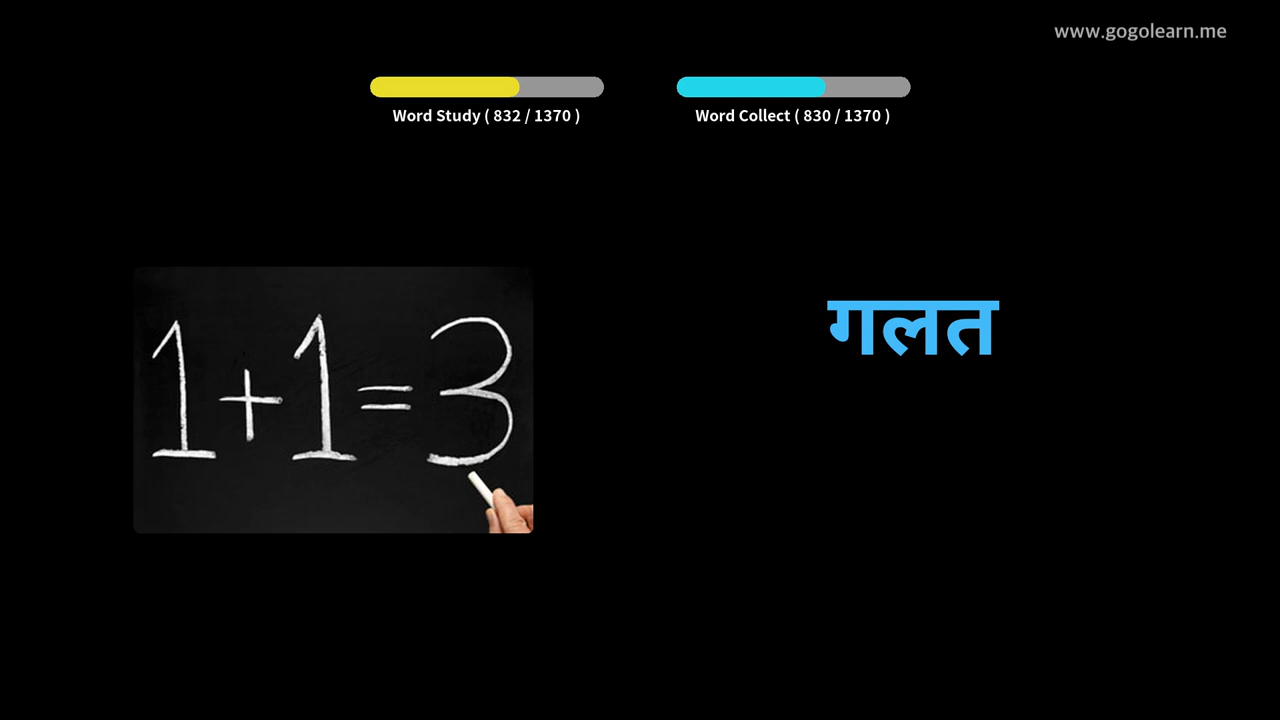 www.gogolearn.me
Word Study ( 832 / 1370 )
Word Collect ( 830 / 1370 )
1+1=3
गलत